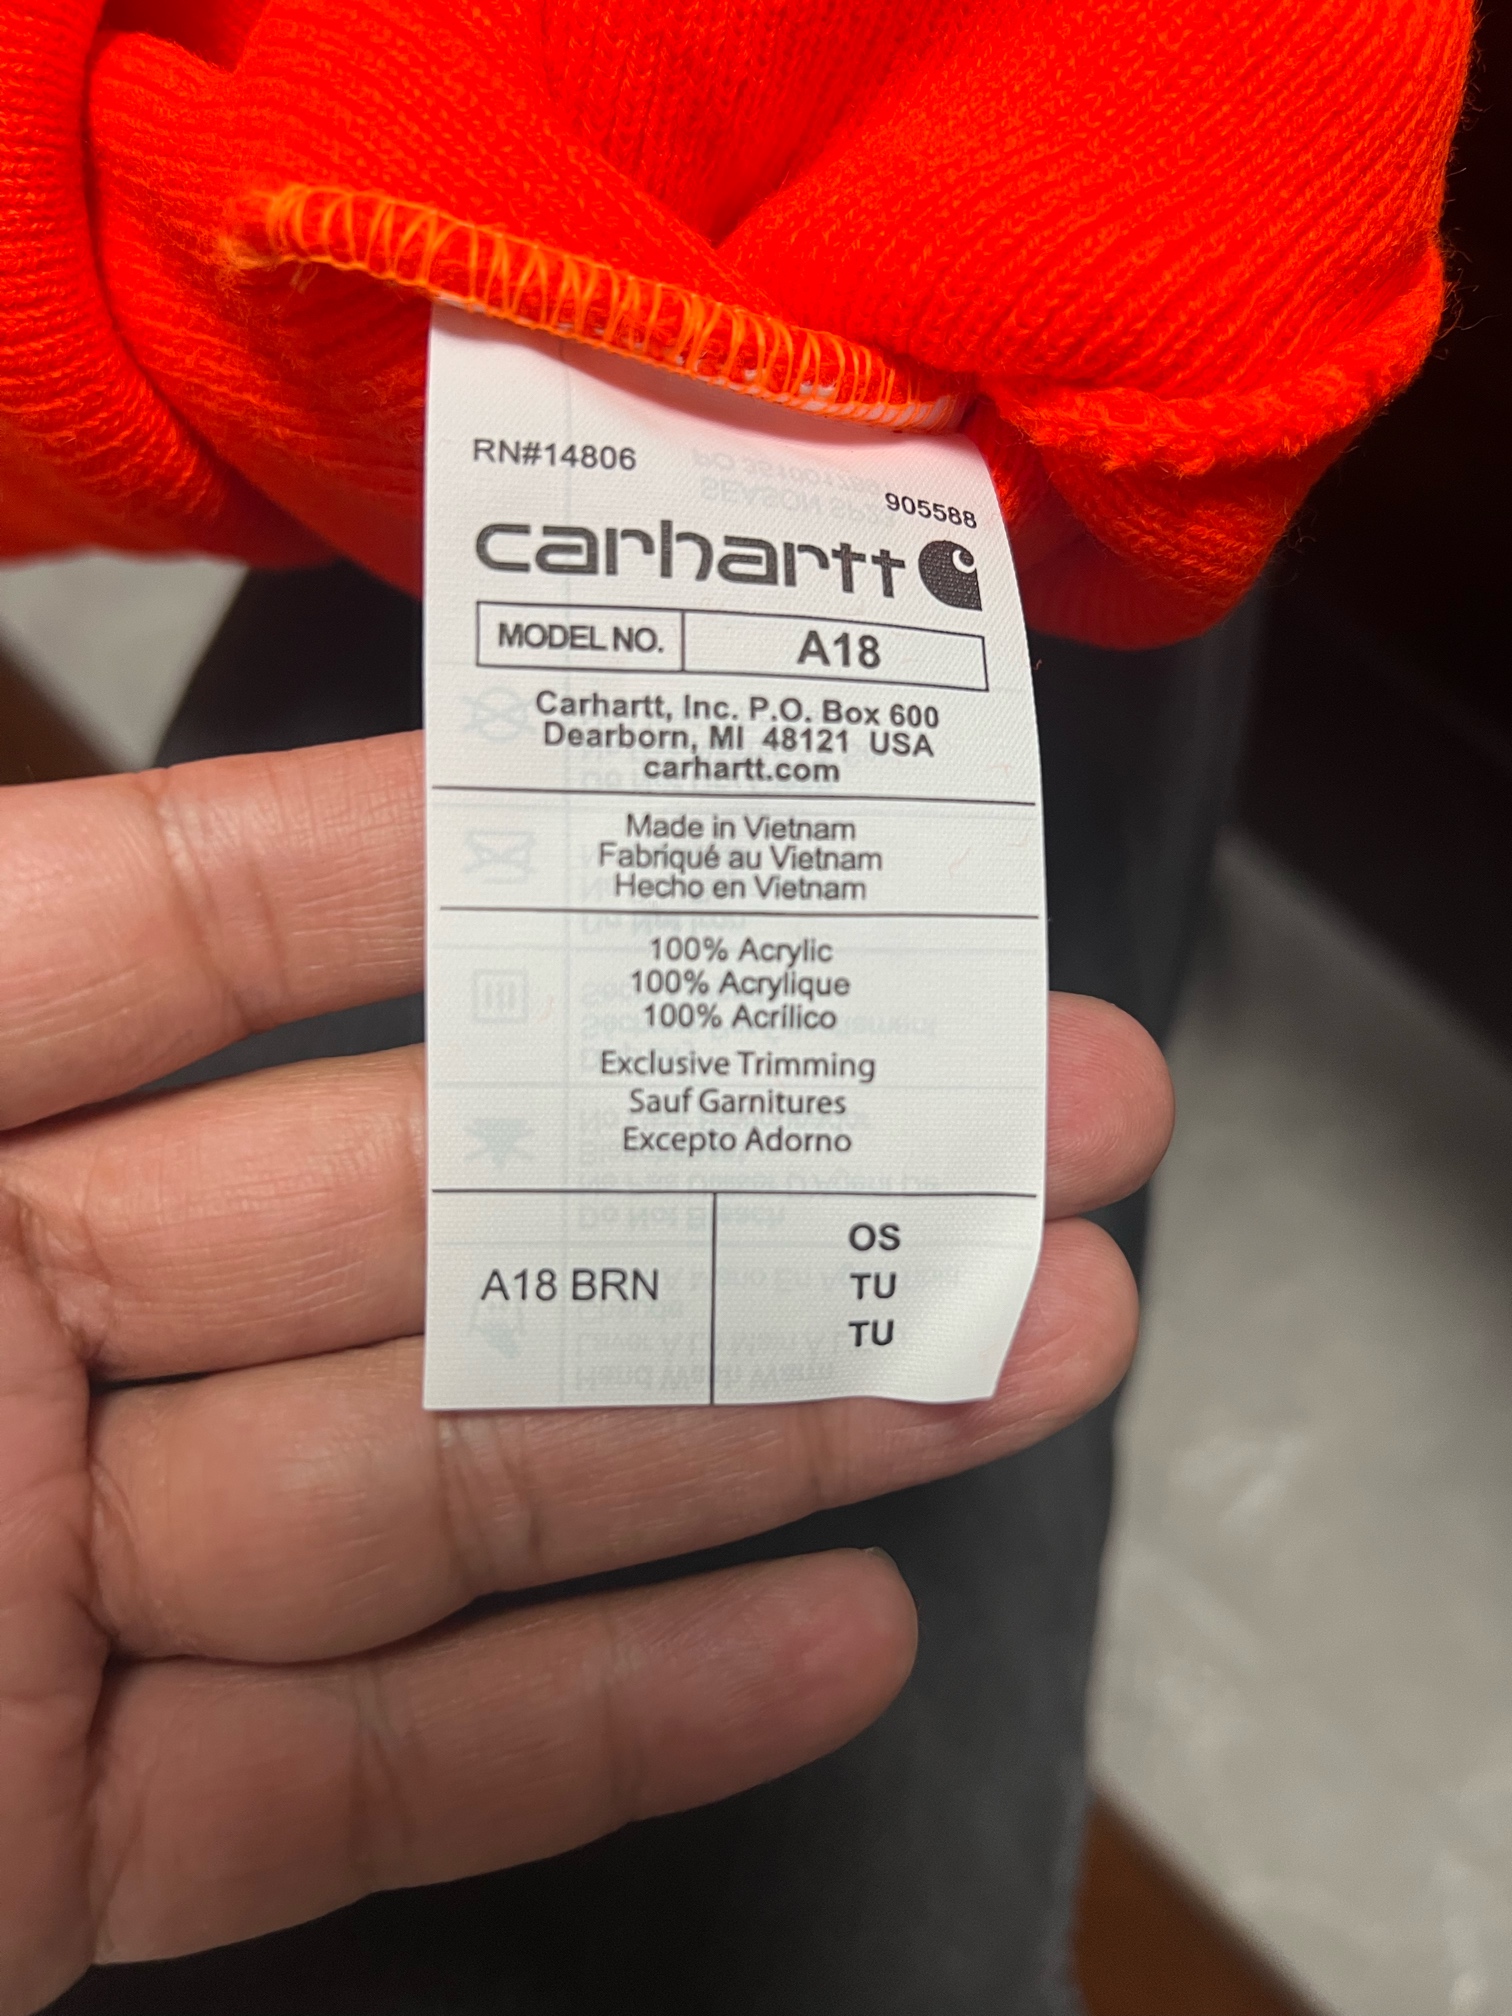 RN#14806
905588
carhartt
MODEL NO. A18
Carhartt, Inc. P.O. Box 600
Dearborn, MI 48121 USA
carhartt.com
Made in Vietnam
Fabriqué au Vietnam
Hecho en Vietnam
100% Acrylic
100% Acrylique
100% Acrílico
Exclusive Trimming
Sauf Garnitures
Excepto Adorno
A18 BRN
OS
TU
TU